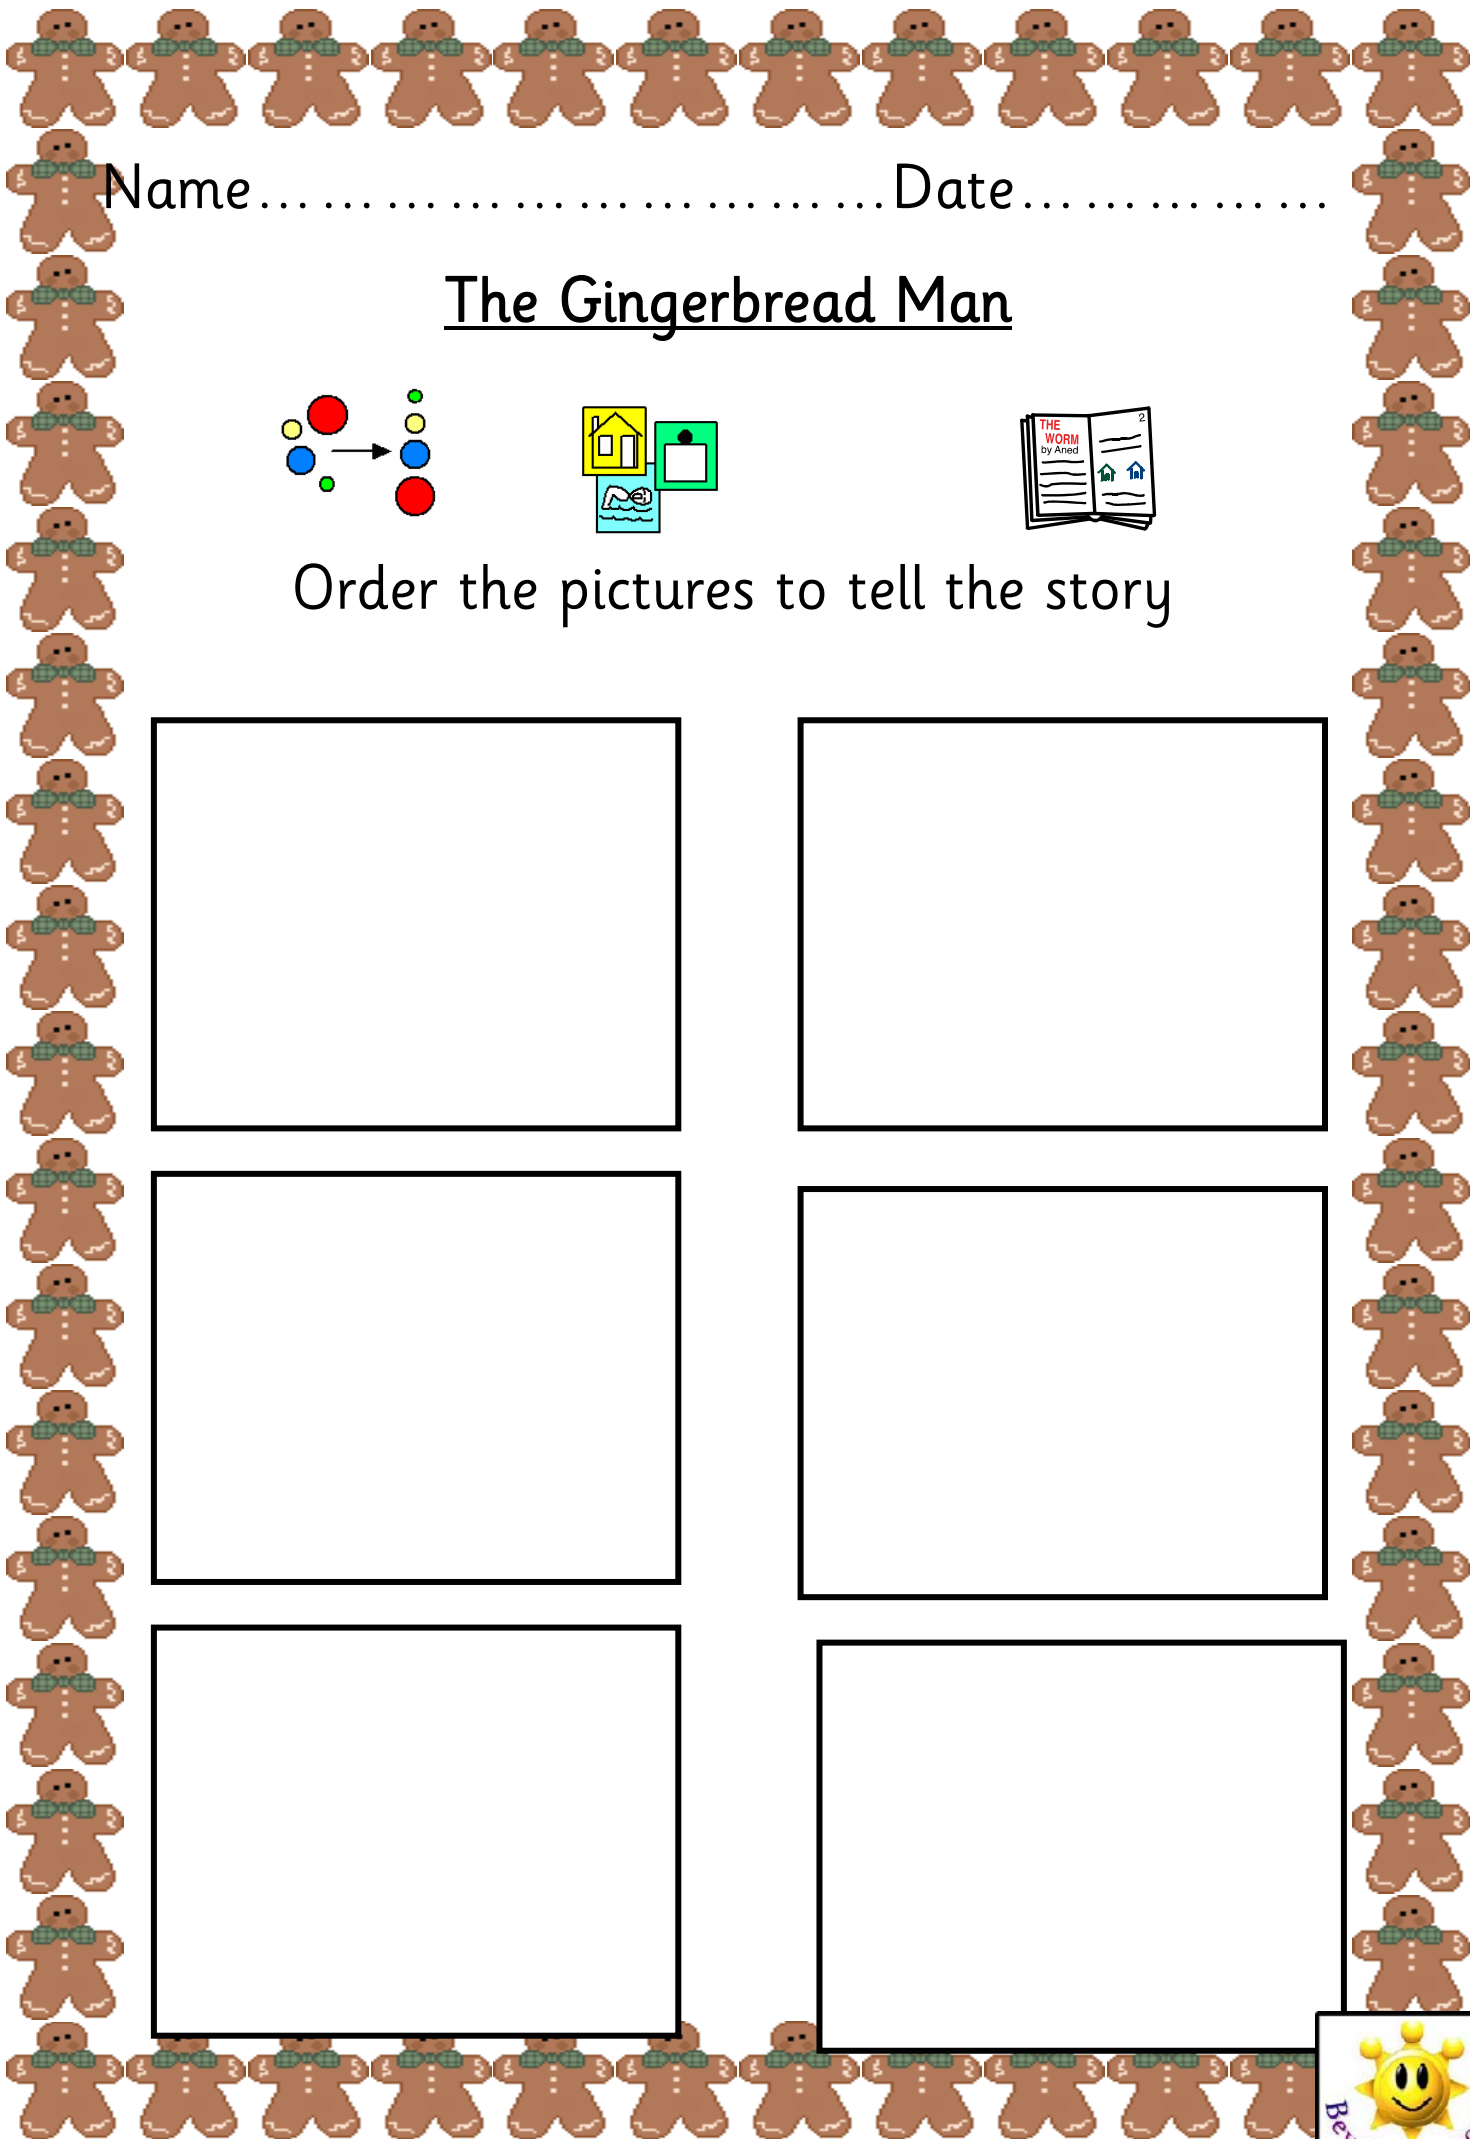 Name…………………………Date……………
The Gingerbread Man
THE
WORM
by Aned
2
Order the pictures to tell the story